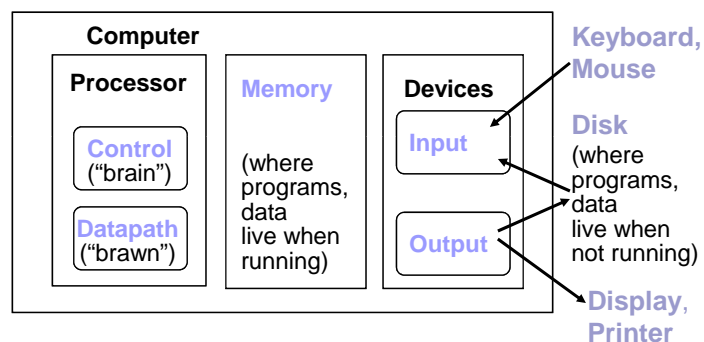 Computer
Processor
Control
(“brain”)
Datapath
(“brawn”)
Memory
(where
programs,
data
live when
running)
Devices
Input
Output
Keyboard,
Mouse
Disk
(where
programs,
data
live when
not running)
Display,
Printer